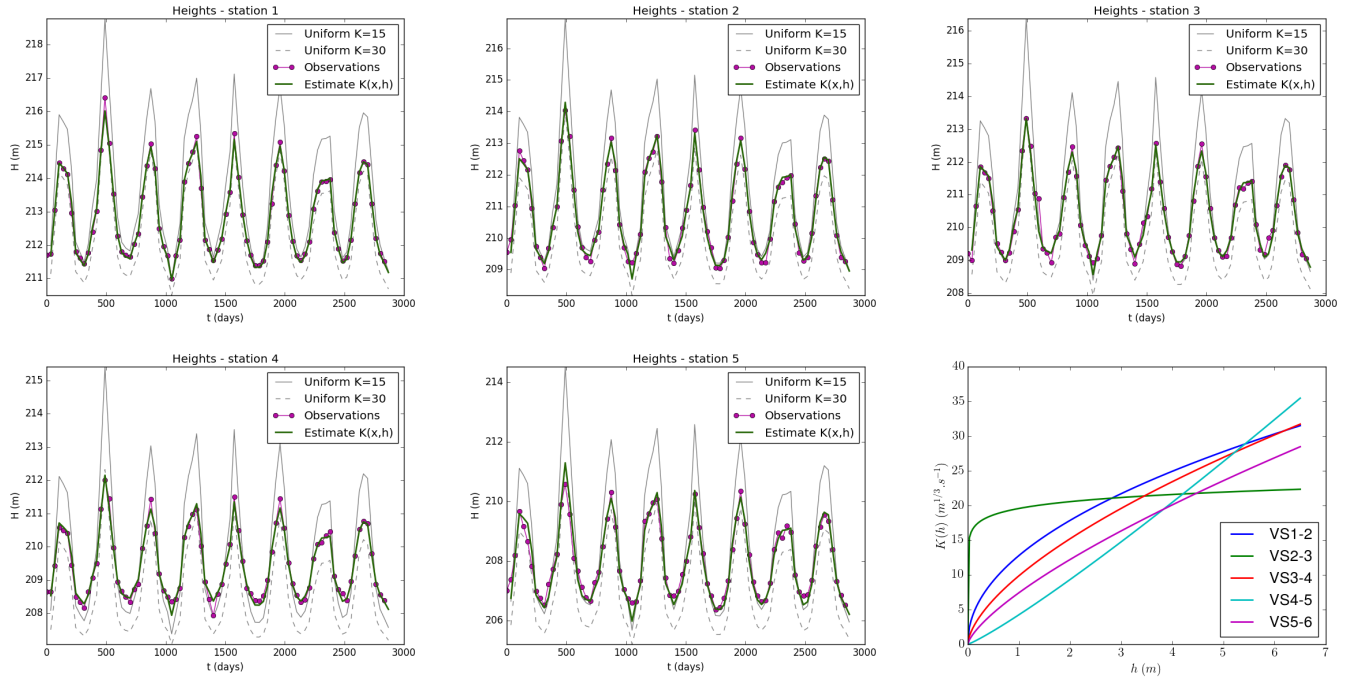 Heights - station 1
Uniform K=15
Uniform K=30
Observations
Estimate K(x,h)
H (m)
218
217
216
215
214
213
212
211
0 500 1000 1500 2000 2500 3000
t (days)
Heights - station 2
Uniform K=15
Uniform K=30
Observations
Estimate K(x,h)
H (m)
216
215
214
213
212
211
210
209
0 500 1000 1500 2000 2500 3000
t (days)
Heights - station 3
Uniform K=15
Uniform K=30
Observations
Estimate K(x,h)
H (m)
216
215
214
213
212
211
210
209
208
0 500 1000 1500 2000 2500 3000
t (days)
Heights - station 4
Uniform K=15
Uniform K=30
Observations
Estimate K(x,h)
H (m)
215
214
213
212
211
210
209
208
0 500 1000 1500 2000 2500 3000
t (days)
Heights - station 5
Uniform K=15
Uniform K=30
Observations
Estimate K(x,h)
H (m)
214
212
210
208
206
0 500 1000 1500 2000 2500 3000
t (days)
K(h) (m^{1/3}.s^{-1})
40
35
30
25
20
15
10
5
0
VS1-2
VS2-3
VS3-4
VS4-5
VS5-6
0 1 2 3 4 5 6 7
h (m)